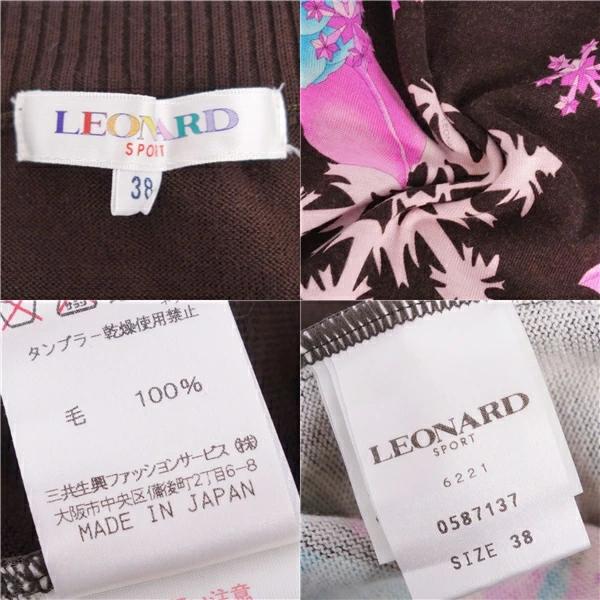 LEONARD
SPORT
38
タンブラー乾燥使用禁止
毛 100%
三共生興ファッションサービス(株)
大阪市中央区備後町2丁目6-8
MADE IN JAPAN
注意
LEONARD
SPORT
6221
0587137
SIZE 38